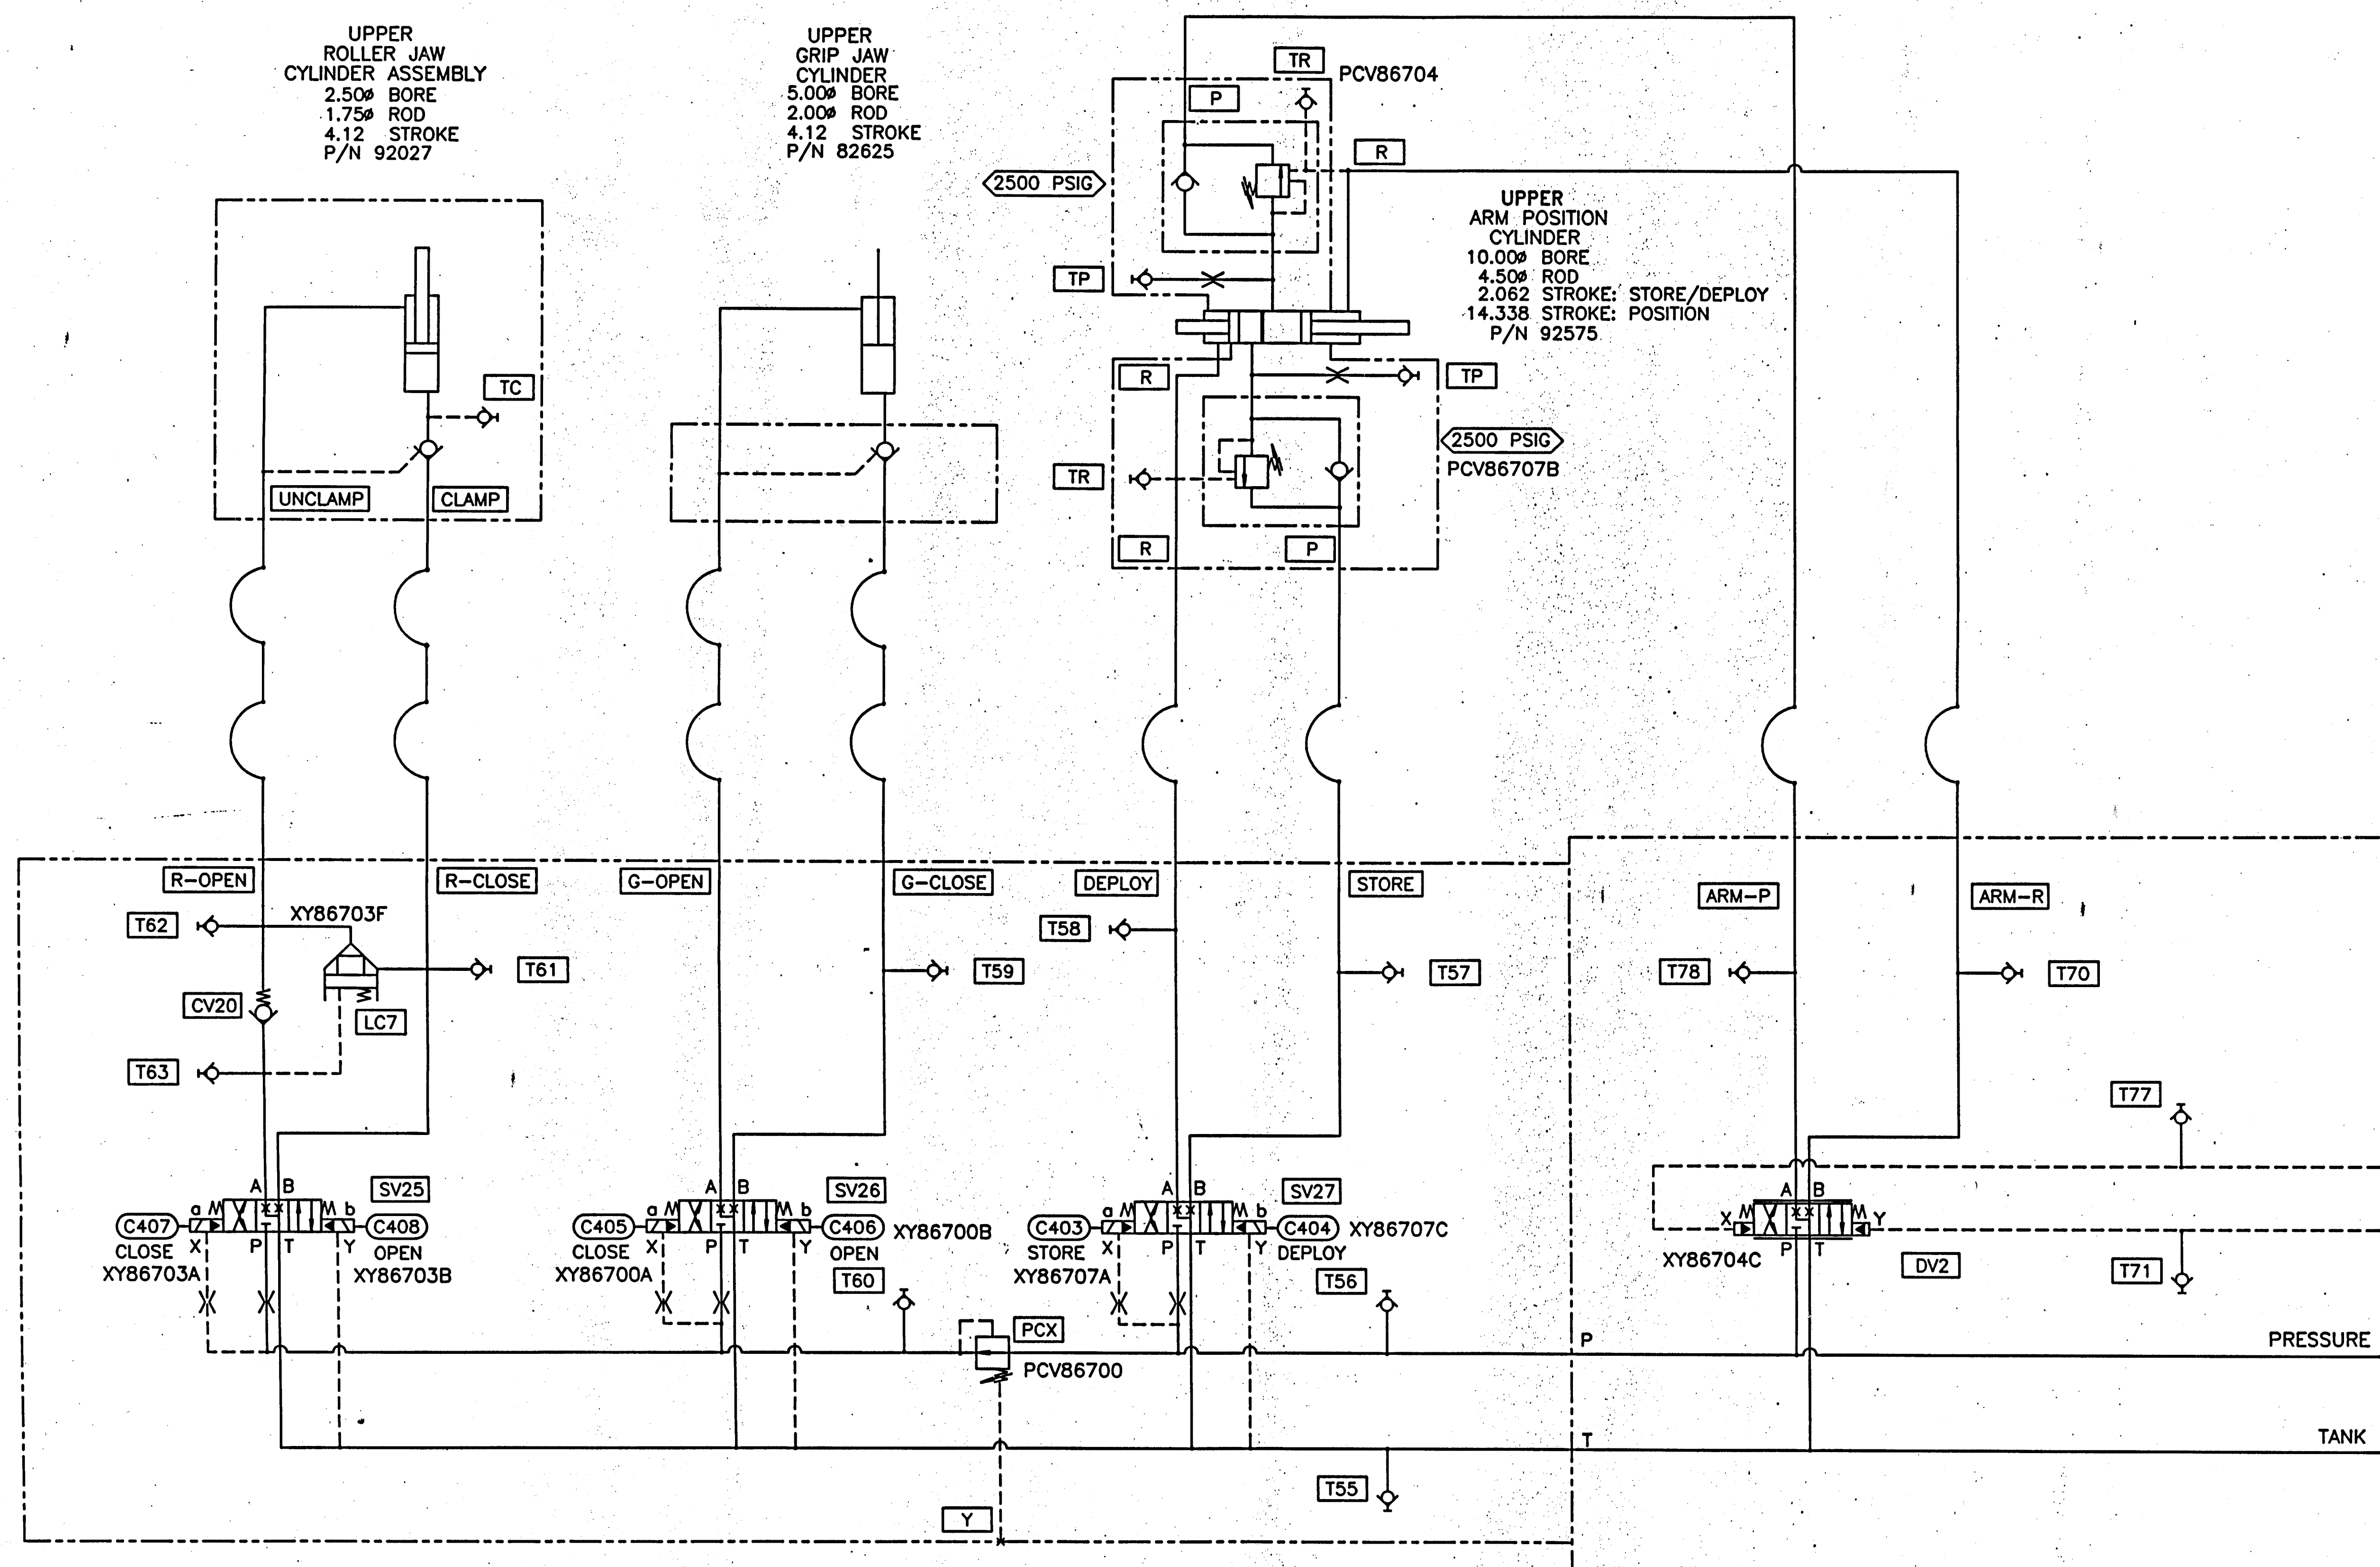 UPPER
ROLLER JAW
CYLINDER ASSEMBLY
2.50ø BORE
1.75ø ROD
4.12 STROKE
P/N 92027
UPPER
GRIP JAW
CYLINDER
5.00ø BORE
2.00ø ROD
4.12 STROKE
P/N 82625
TR
PCV86704
P
R
2500 PSIG
TP
UPPER
ARM POSITION
CYLINDER
10.00ø BORE
4.50ø ROD
2.062 STROKE: STORE/DEPLOY
14.338 STROKE: POSITION
P/N 92575
TC
R
TP
2500 PSIG
PCV86707B
TR
UNCLAMP
CLAMP
R
P
R-OPEN
R-CLOSE
G-OPEN
G-CLOSE
DEPLOY
STORE
ARM-P
ARM-R
T62
XY86703F
T61
T59
T58
T57
T78
T70
CV20
LC7
T63
T77
A B
SV25
a b
C407
C408
CLOSE
X P T Y
OPEN
XY86703A
XY86703B
A B
SV26
a b
C405
C406
XY86700B
CLOSE
X P T Y
OPEN
XY86700A
T60
A B
SV27
a b
C403
C404
XY86707C
STORE
X P T Y
DEPLOY
XY86707A
T56
A B
X Y
P T
XY86704C
DV2
T71
PCX
PCV86700
P
PRESSURE
T
TANK
T55
Y